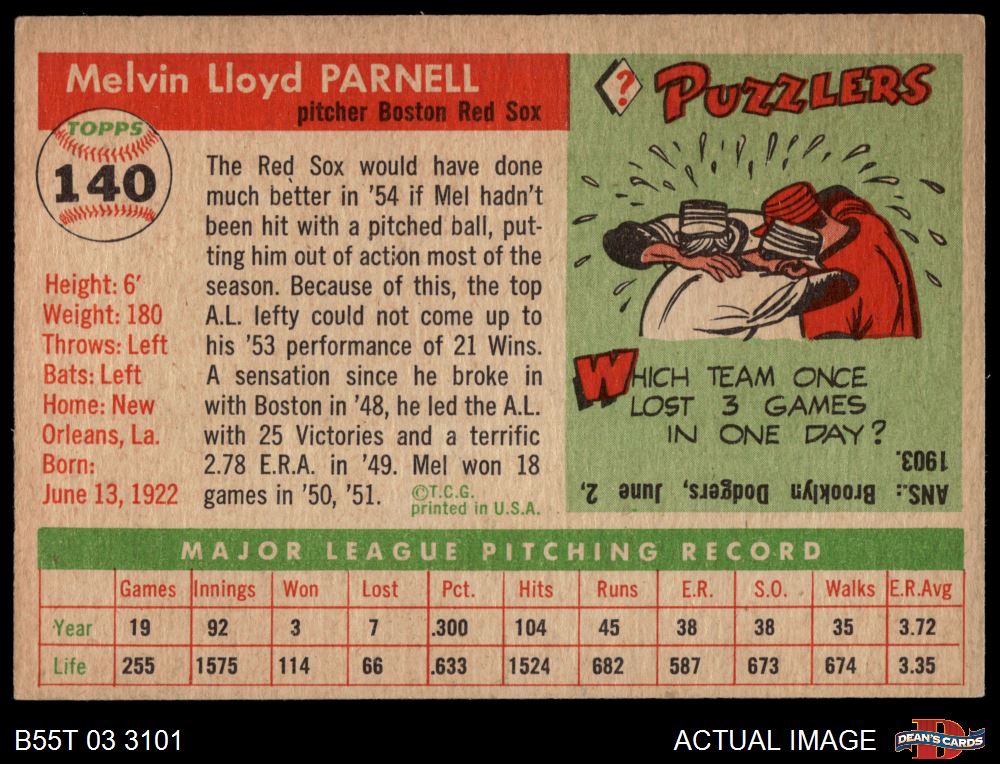 Melvin Lloyd PARNELL
pitcher Boston Red Sox
TOPPS
140
Height: 6'
Weight: 180
Throws: Left
Bats: Left
Home: New
Orleans, La.
Born:
June 13, 1922
The Red Sox would have done
much better in '54 if Mel hadn't
been hit with a pitched ball, put-
ting him out of action most of the
season. Because of this, the top
A.L. lefty could not come up to
his '53 performance of 21 Wins.
A sensation since he broke in
with Boston in '48, he led the A.L.
with 25 Victories and a terrific
2.78 E.R.A. in '49. Mel won 18
games in '50, '51.
©T.C.G.
printed in U.S.A.
?
PUZZLERS
WHICH TEAM ONCE
LOST 3 GAMES
IN ONE DAY?
ANS.: Brooklyn Dodgers, June 2,
1903.
MAJOR LEAGUE PITCHING RECORD
Games Innings Won Lost Pct. Hits Runs E.R. S.O. Walks E.R.Avg
Year 19 92 3 7 .300 104 45 38 38 35 3.72
Life 255 1575 114 66 .633 1524 682 587 673 674 3.35
B55T 03 3101
ACTUAL IMAGE
DEAN'S CARDS